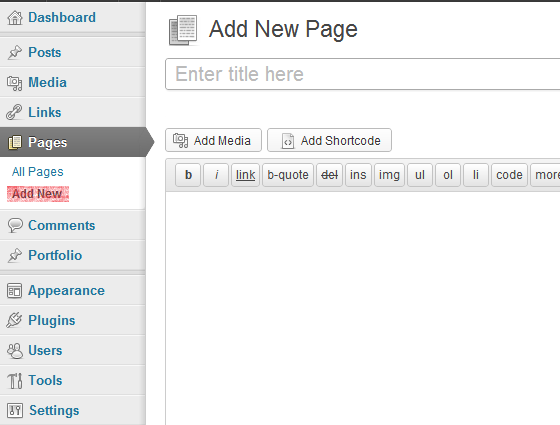 Dashboard
Posts
Media
Links
Pages
All Pages
Add New
Comments
Portfolio
Appearance
Plugins
Users
Tools
Settings
Add New Page
Enter title here
Add Media Add Shortcode
b i link b-quote del ins img ul ol li code more